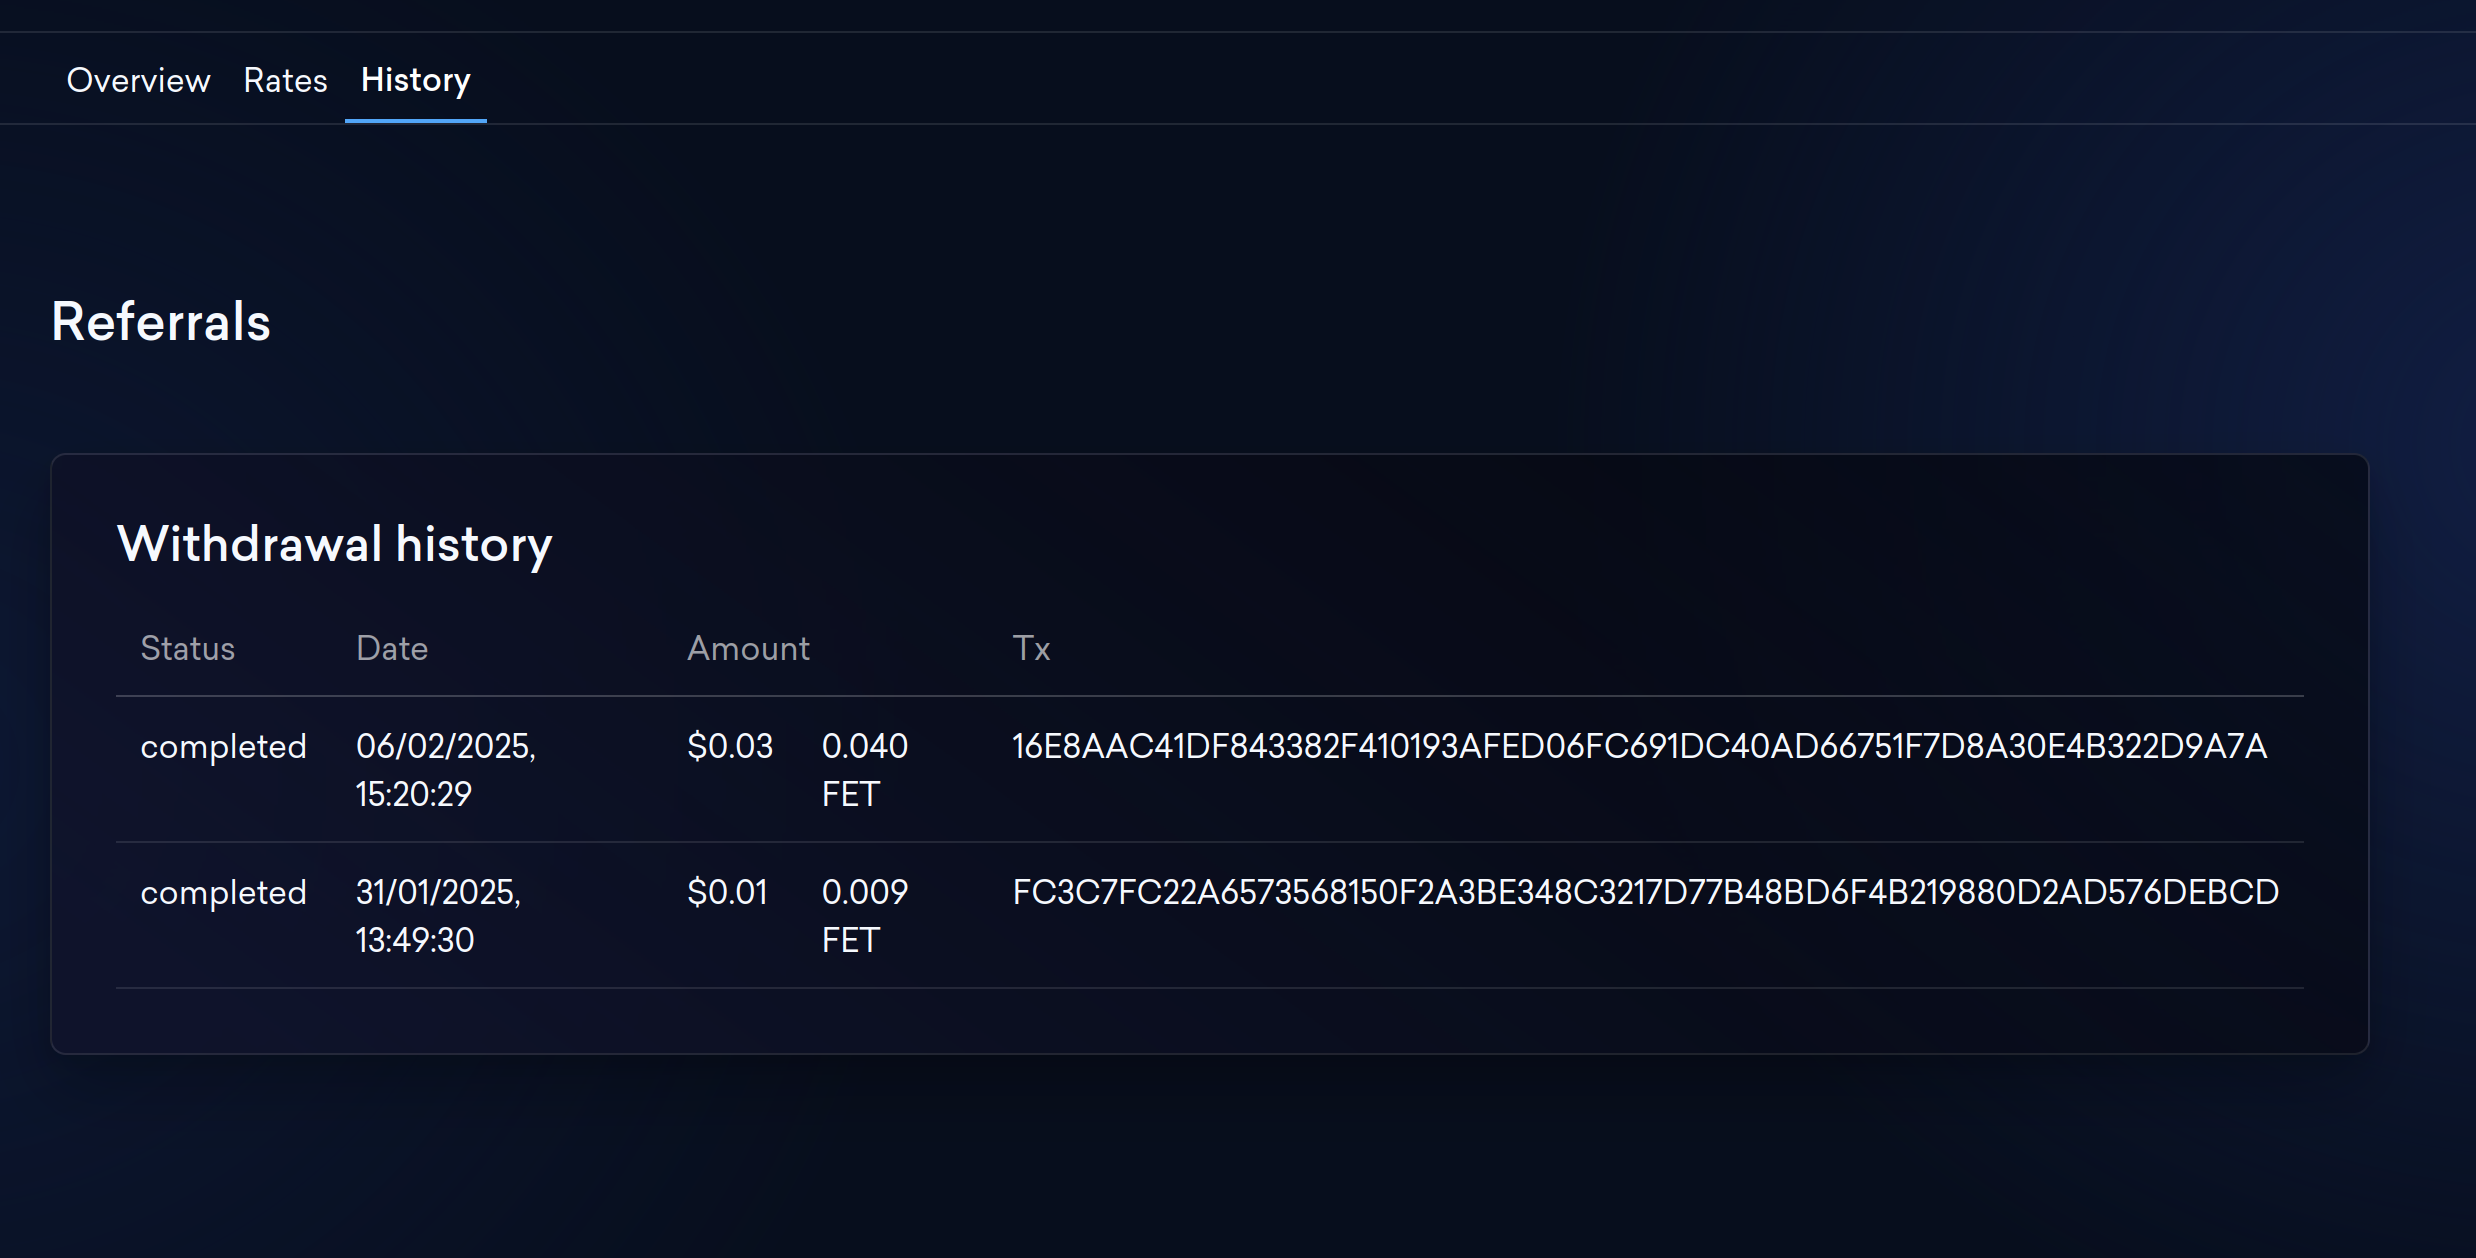 Overview Rates History
Referrals
Withdrawal history
Status Date Amount Tx
completed 06/02/2025, $0.03 0.040 16E8AAC41DF843382F410193AFED06FC691DC40AD66751F7D8A30E4B322D9A7A
15:20:29 FET
completed 31/01/2025, $0.01 0.009 FC3C7FC22A6573568150F2A3BE348C3217D77B48BD6F4B219880D2AD576DEBCD
13:49:30 FET